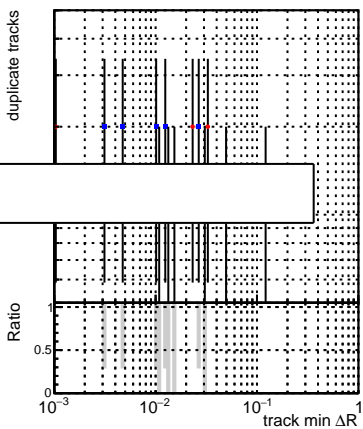 duplicate tracks
Ratio
1
0.5
0
10⁻³ 10⁻² 10⁻¹ 1
track min ΔR